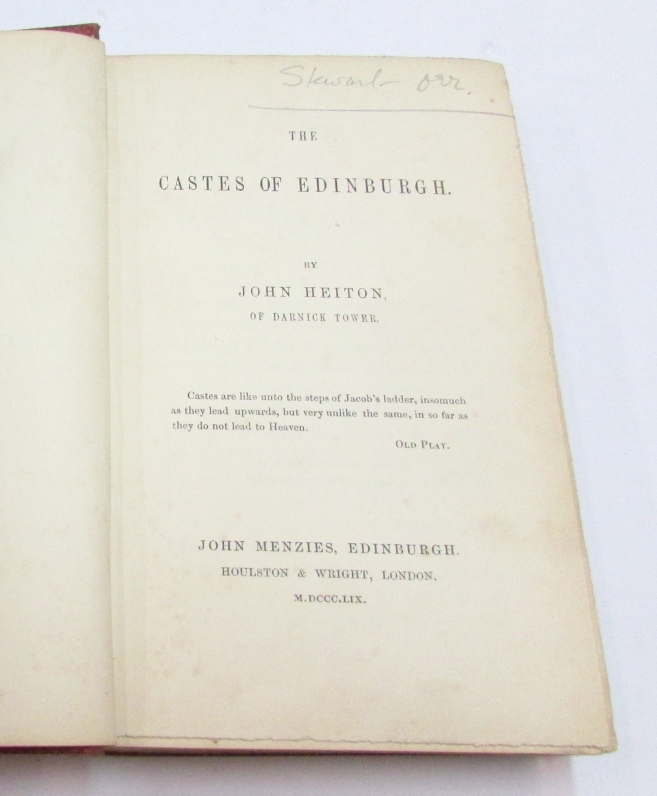 Stewart Orr.
THE
CASTES OF EDINBURGH.
BY
JOHN HEITON,
OF DARNICK TOWER.
Castes are like unto the steps of Jacob's ladder, insomuch
as they lead upwards, but very unlike the same, in so far as
they do not lead to Heaven.
OLD PLAY.
JOHN MENZIES, EDINBURGH.
HOULSTON & WRIGHT, LONDON.
M.DCCC.LIX.